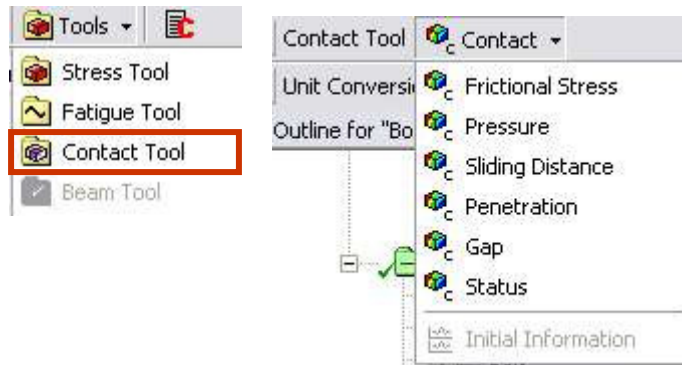 Tools
Stress Tool
Fatigue Tool
Contact Tool
Beam Tool
Contact Tool Contact
Unit Conversi
Outline for "Bo
Frictional Stress
Pressure
Sliding Distance
Penetration
Gap
Status
Initial Information